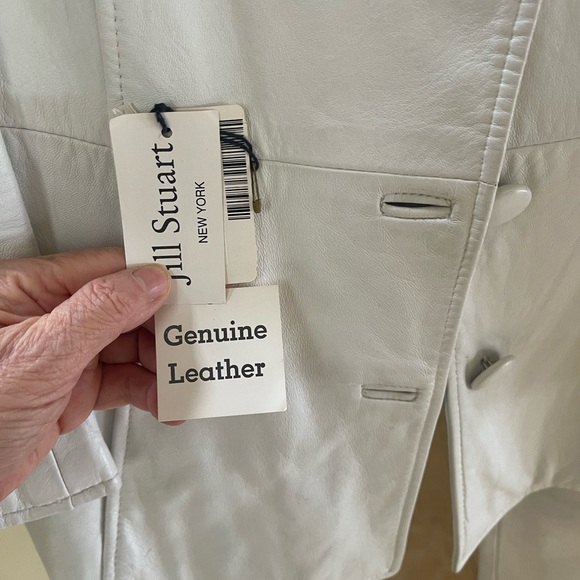 Jill Stuart
NEW YORK
Genuine
Leather